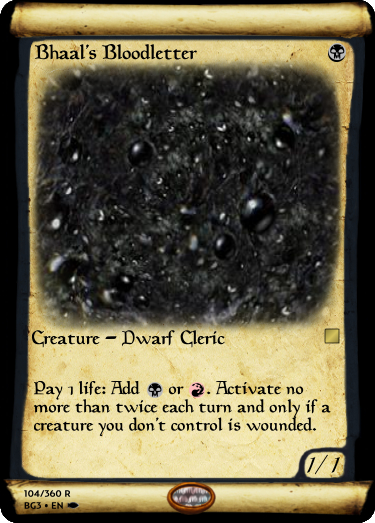 Bhaal's Bloodletter
Creature – Dwarf Cleric
Pay 1 life: Add or . Activate no
more than twice each turn and only if a
creature you don't control is wounded.
1/1
104/360 R
BG3 • EN